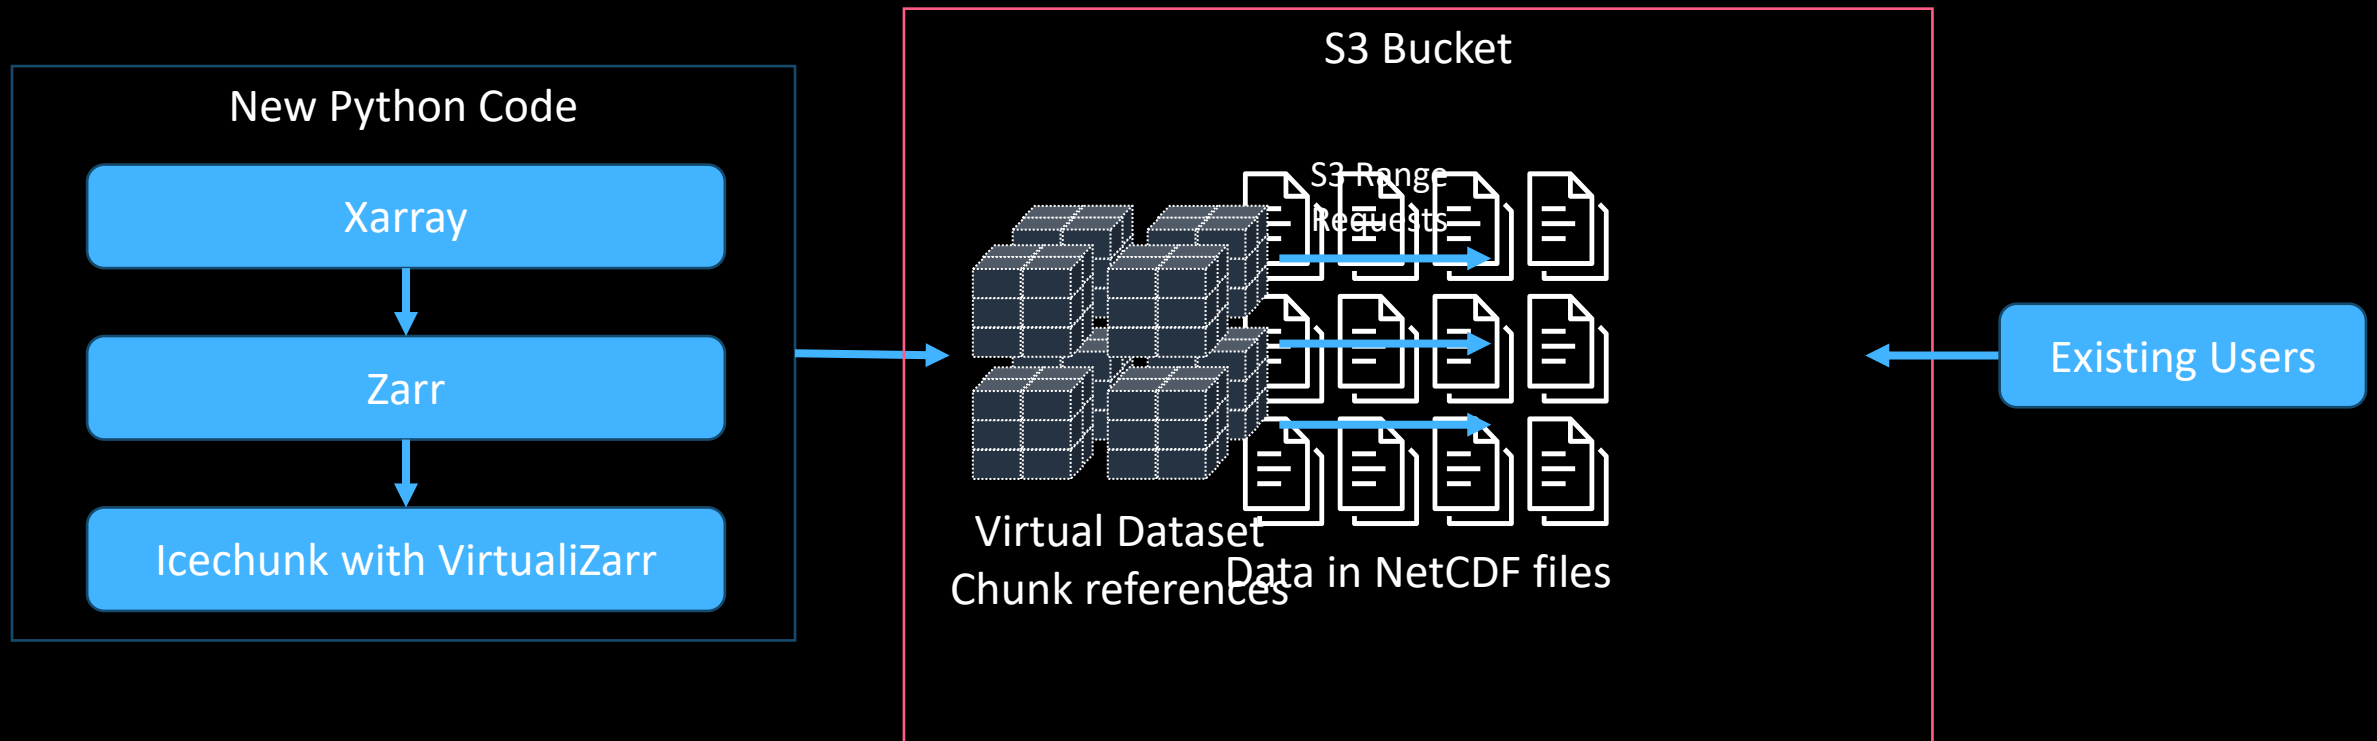 S3 Bucket
New Python Code
Xarray
Zarr
Icechunk with VirtualiZarr
S3 Range
Requests
Virtual Dataset
Chunk references
Data in NetCDF files
Existing Users